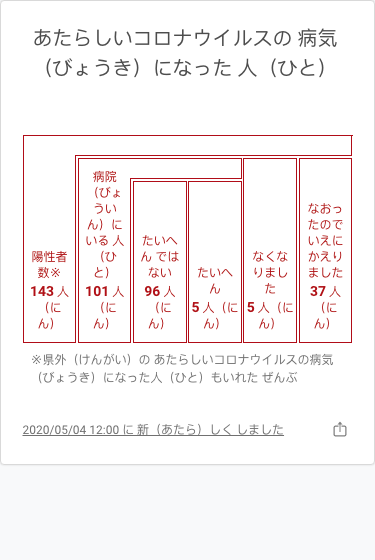 あたらしいコロナウイルスの 病気
（びょうき）になった 人（ひと）
陽性者
数※
143 人
（に
ん）
病院
（びょ
うい
ん）に
いる 人
（ひ
と）
101 人
（に
ん）
たいへ
ん では
ない
96 人
（に
ん）
たいへ
ん
5 人（に
ん）
なくな
りまし
た
5 人（に
ん）
なおっ
たので
いえに
かえり
ました
37 人
（に
ん）
※県外（けんがい）の あたらしいコロナウイルスの病気
（びょうき）になった人（ひと）もいれた ぜんぶ
2020/05/04 12:00 に 新（あたら）しく しました